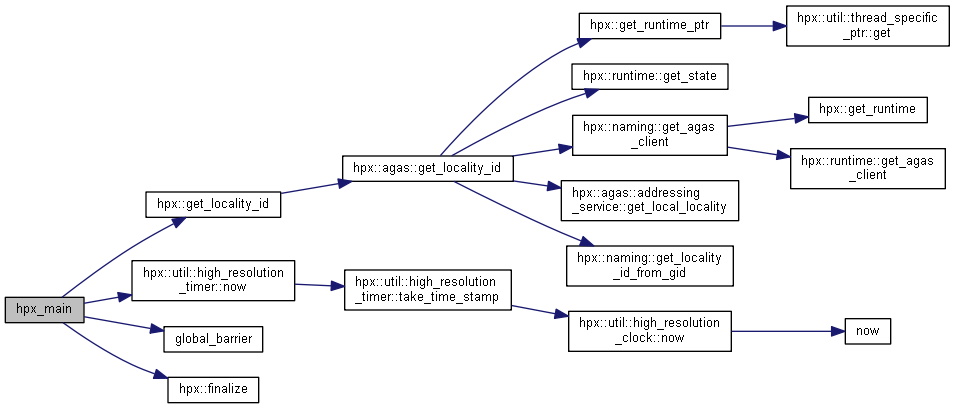 hpx::get_runtime_ptr
hpx::util::thread_specific
_ptr::get
hpx::runtime::get_state
hpx::get_runtime
hpx::naming::get_agas
_client
hpx::runtime::get_agas
_client
hpx::agas::get_locality_id
hpx::agas::addressing
_service::get_local_locality
hpx::get_locality_id
hpx::naming::get_locality
_id_from_gid
hpx::util::high_resolution
_timer::now
hpx::util::high_resolution
_timer::take_time_stamp
hpx_main
hpx::util::high_resolution
_clock::now
now
global_barrier
hpx::finalize